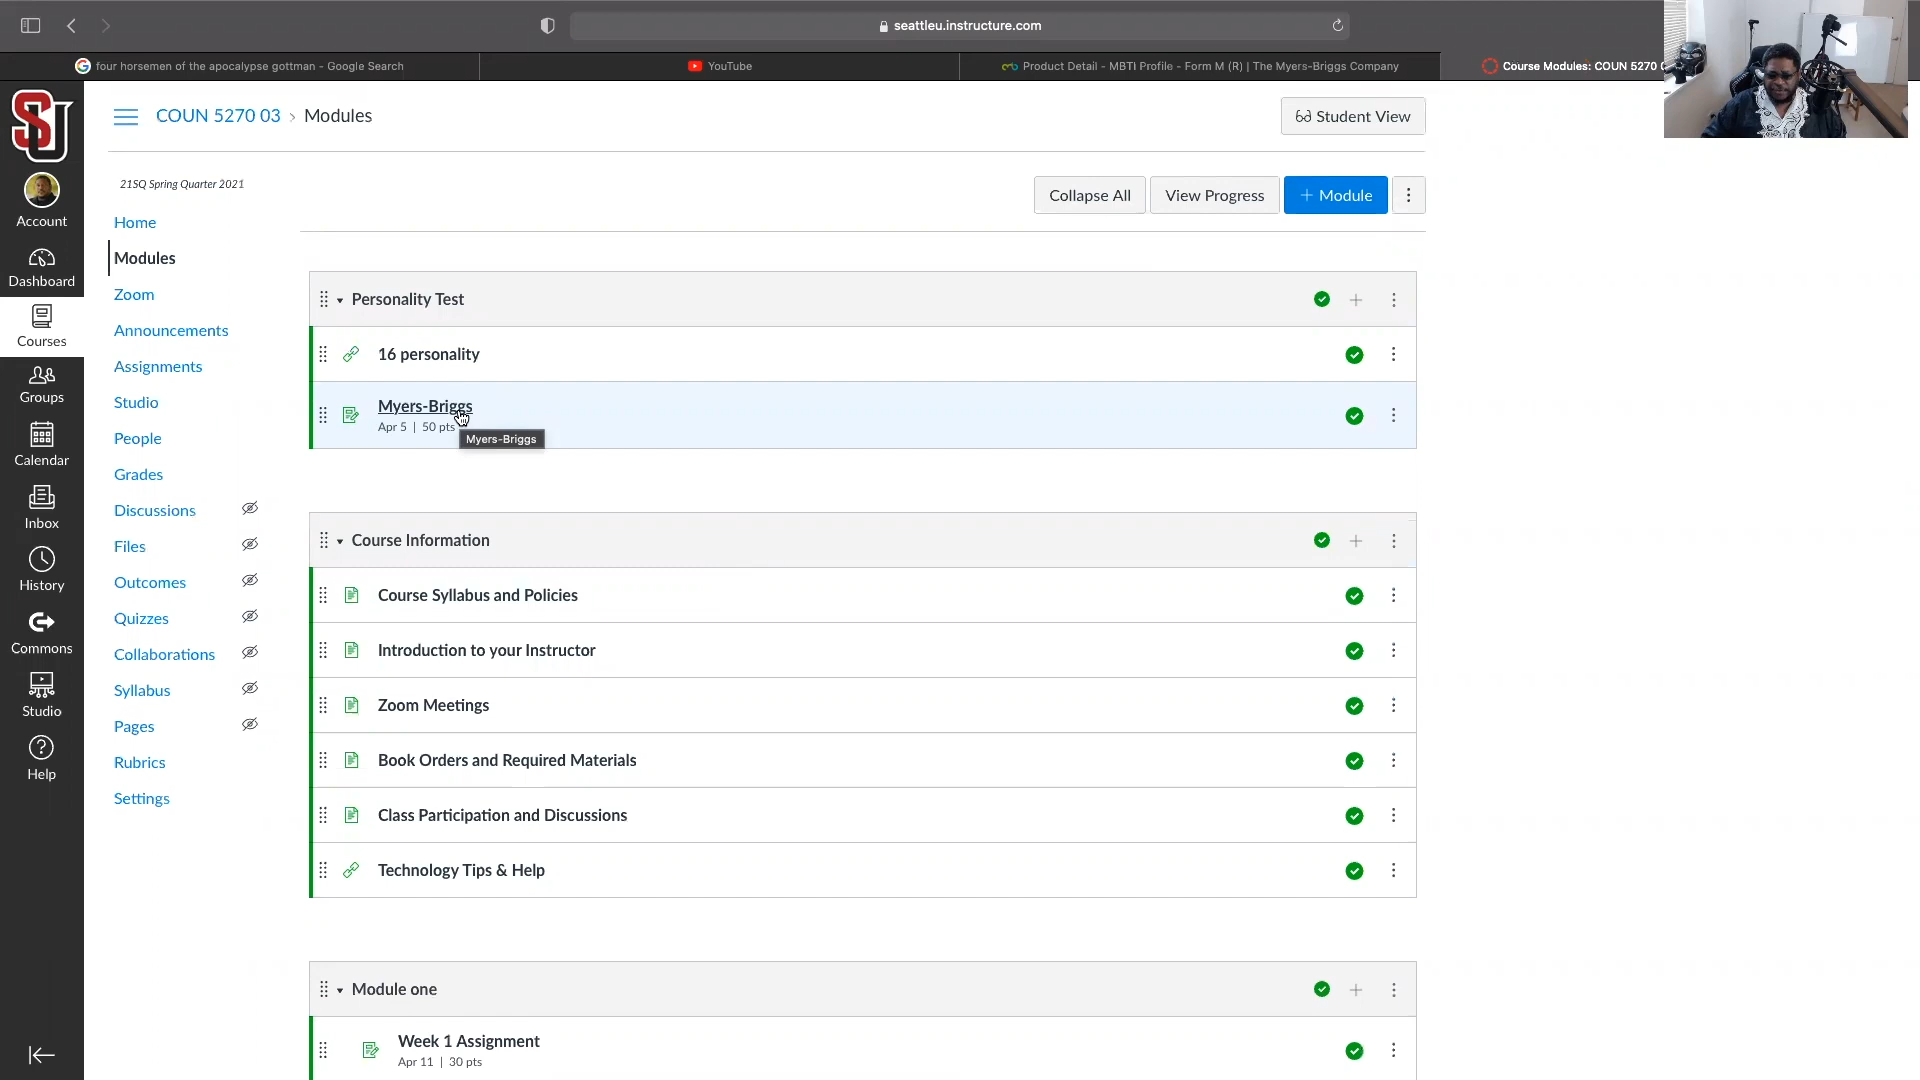 seattleu.instructure.com
four horsemen of the apocalypse gottman - Google Search
YouTube
Product Detail - MBTI Profile - Form M (R) | The Myers-Briggs Company
Course Modules: COUN 5270
SU
Account
Dashboard
Courses
Groups
Calendar
Inbox
History
Commons
Studio
Help
COUN 5270 03 › Modules
Student View
21SQ Spring Quarter 2021
Home
Modules
Zoom
Announcements
Assignments
Studio
People
Grades
Discussions
Files
Outcomes
Quizzes
Collaborations
Syllabus
Pages
Rubrics
Settings
Collapse All
View Progress
+ Module
Personality Test
16 personality
Myers-Briggs
Apr 5 | 50 pts
Myers-Briggs
Course Information
Course Syllabus and Policies
Introduction to your Instructor
Zoom Meetings
Book Orders and Required Materials
Class Participation and Discussions
Technology Tips & Help
Module one
Week 1 Assignment
Apr 11 | 30 pts